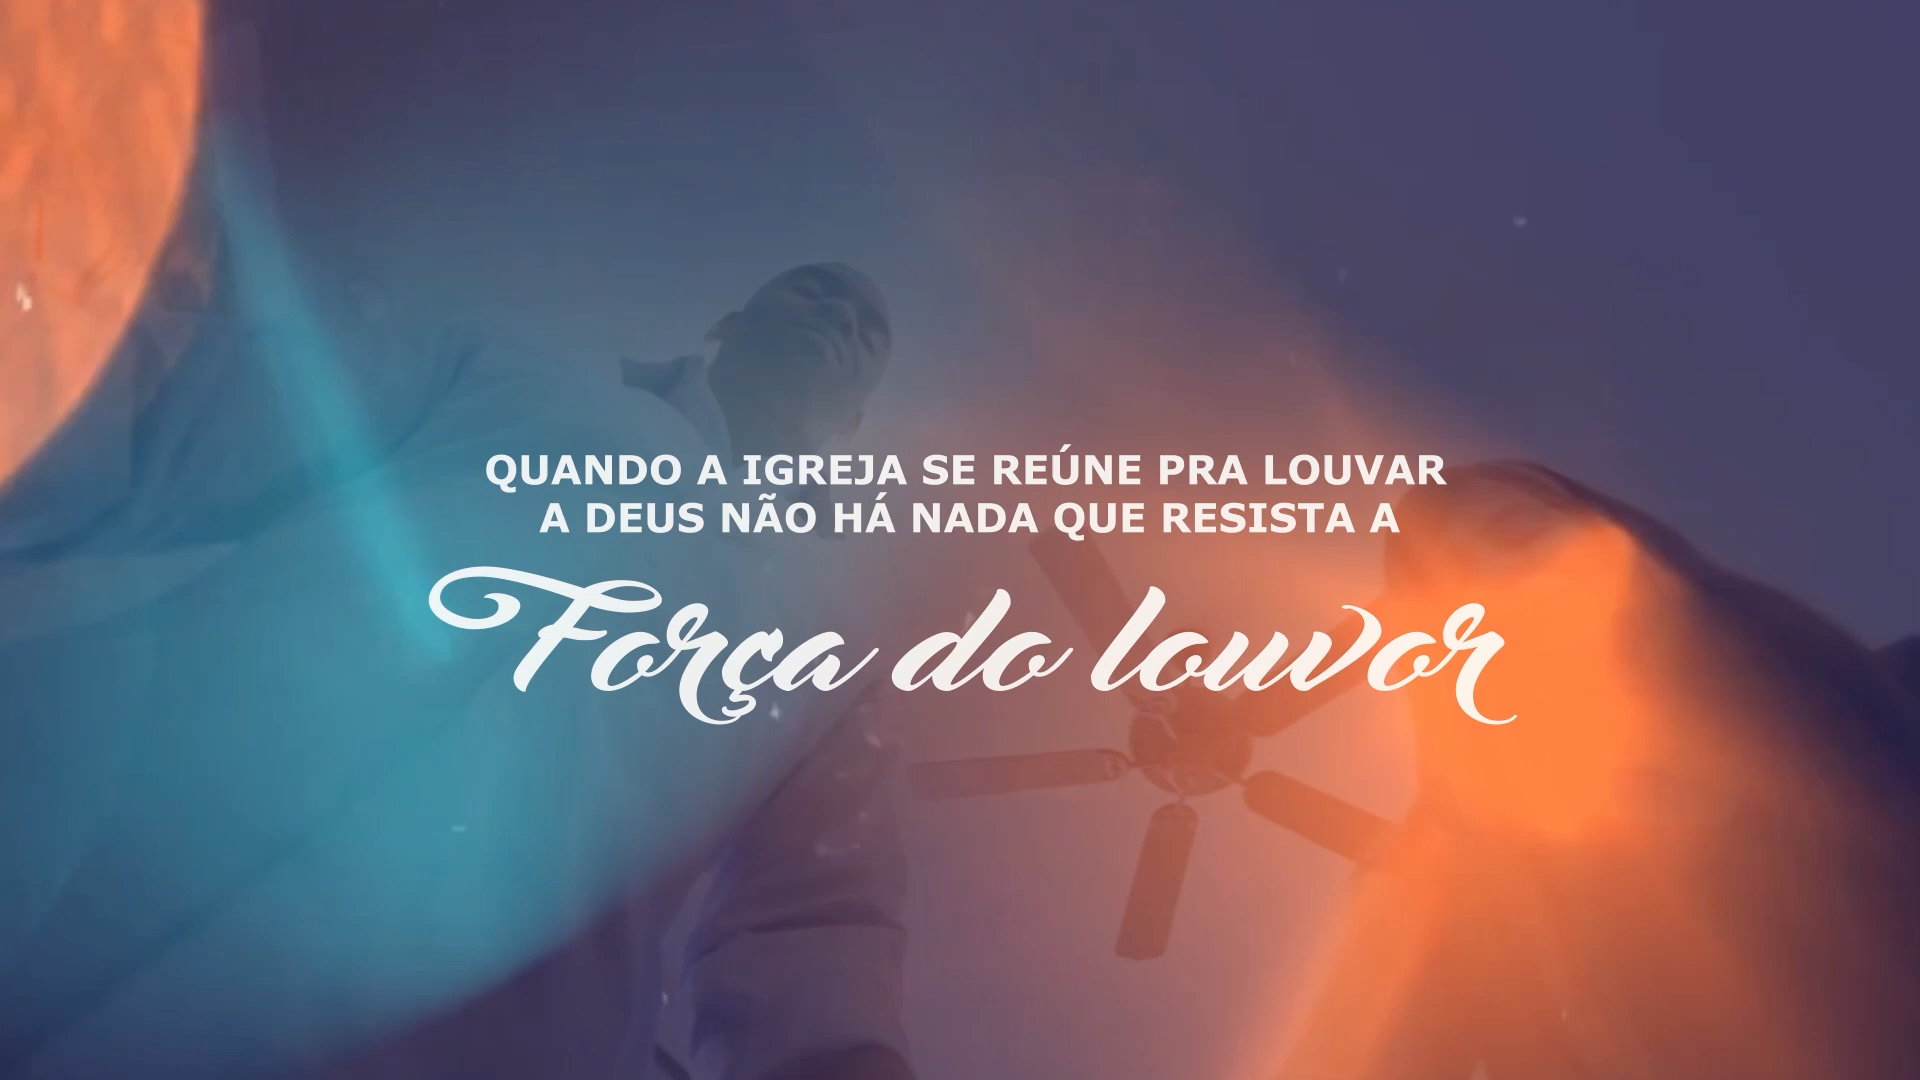 QUANDO A IGREJA SE REÚNE PRA LOUVAR
A DEUS NÃO HÁ NADA QUE RESISTA A
Força do louvor